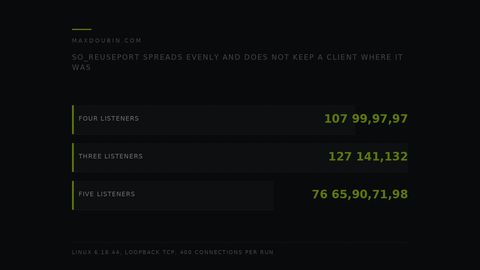 MAXDOURIN.COM
SO_REUSEPORT SPREADS EVENLY AND DOES NOT KEEP A CLIENT WHERE IT
WAS
FOUR LISTENERS 107 99,97,97
THREE LISTENERS 127 141,132
FIVE LISTENERS 76 65,90,71,98
LINUX 6.18.44, LOOPBACK TCP, 400 CONNECTIONS PER RUN